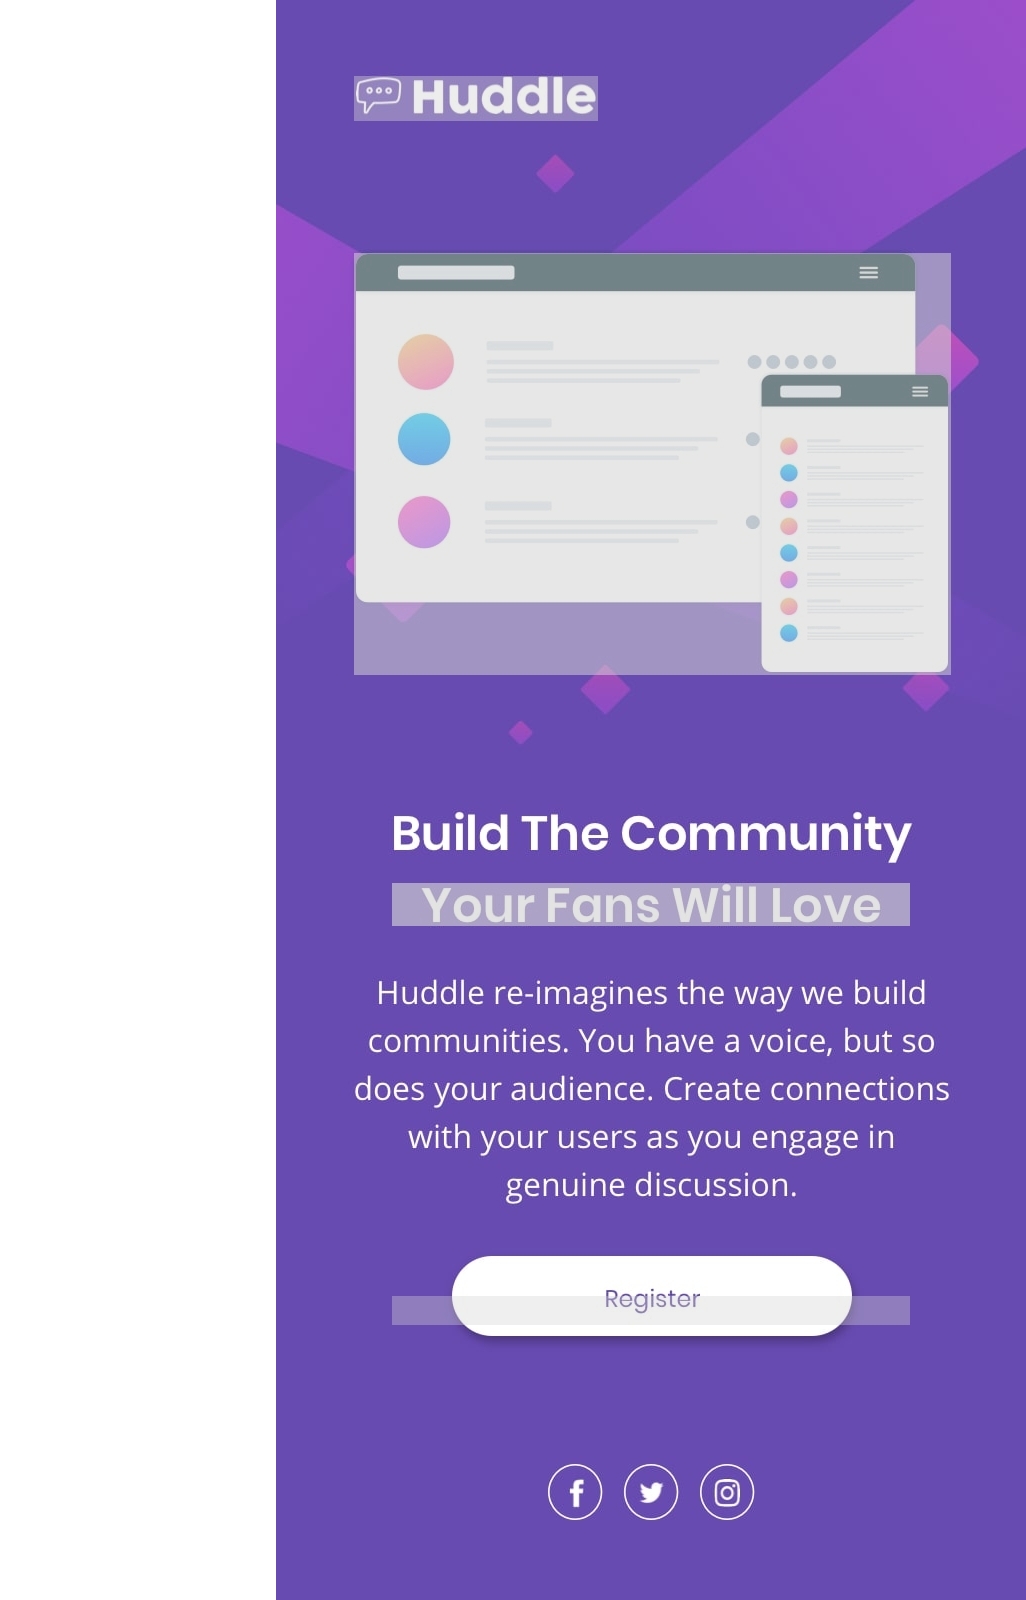 Huddle
Build The Community
Your Fans Will Love
Huddle re-imagines the way we build
communities. You have a voice, but so
does your audience. Create connections
with your users as you engage in
genuine discussion.
Register